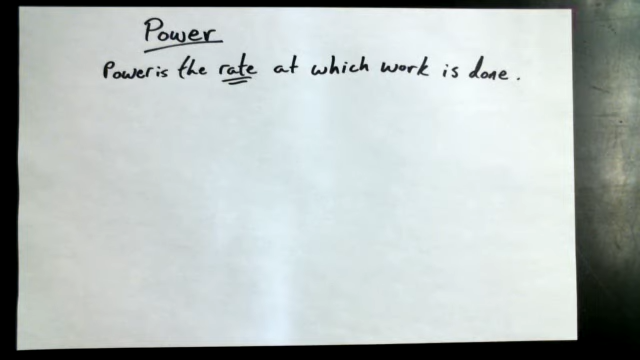 Power
Power is the rate at which work is done.